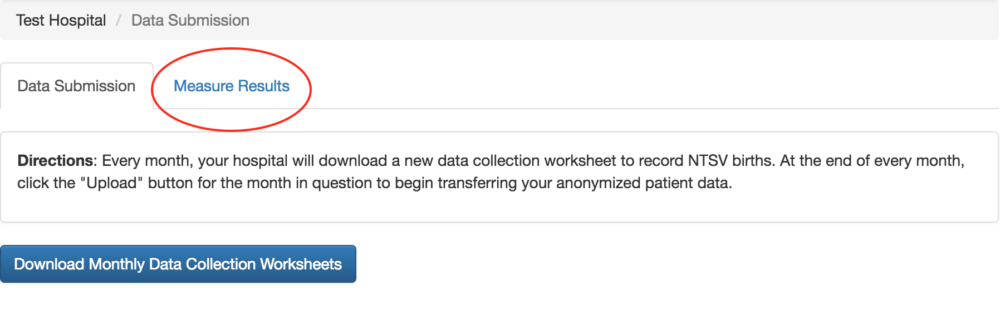 Test Hospital / Data Submission
Data Submission
Measure Results
Directions: Every month, your hospital will download a new data collection worksheet to record NTSV births. At the end of every month,
click the "Upload" button for the month in question to begin transferring your anonymized patient data.
Download Monthly Data Collection Worksheets